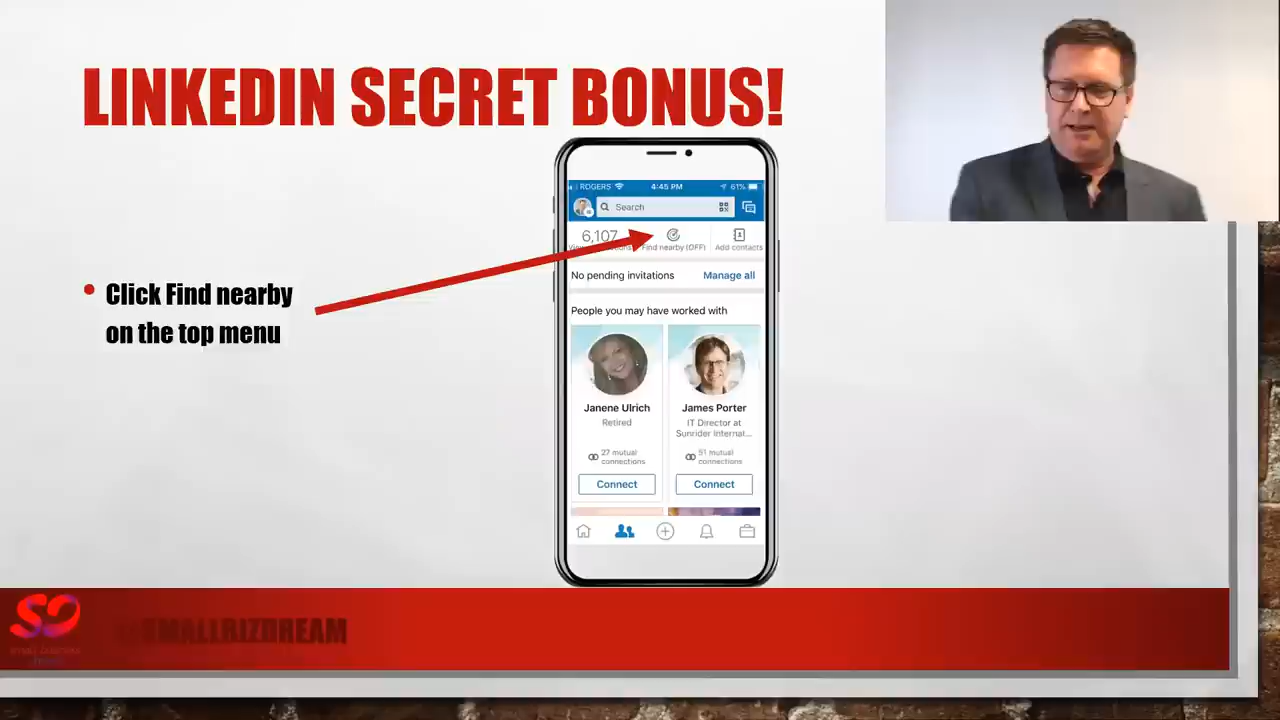 LINKEDIN SECRET BONUS!
ROGERS 4:45 PM 61%
Search
6,107
Find nearby (OFF)
Add contacts
No pending invitations Manage all
• Click Find nearby
on the top menu
People you may have worked with
Janene Ulrich
Retired
27 mutual
connections
Connect
James Porter
IT Director at
Sunrider Internat...
51 mutual
connections
Connect
SMALLBIZDREAM